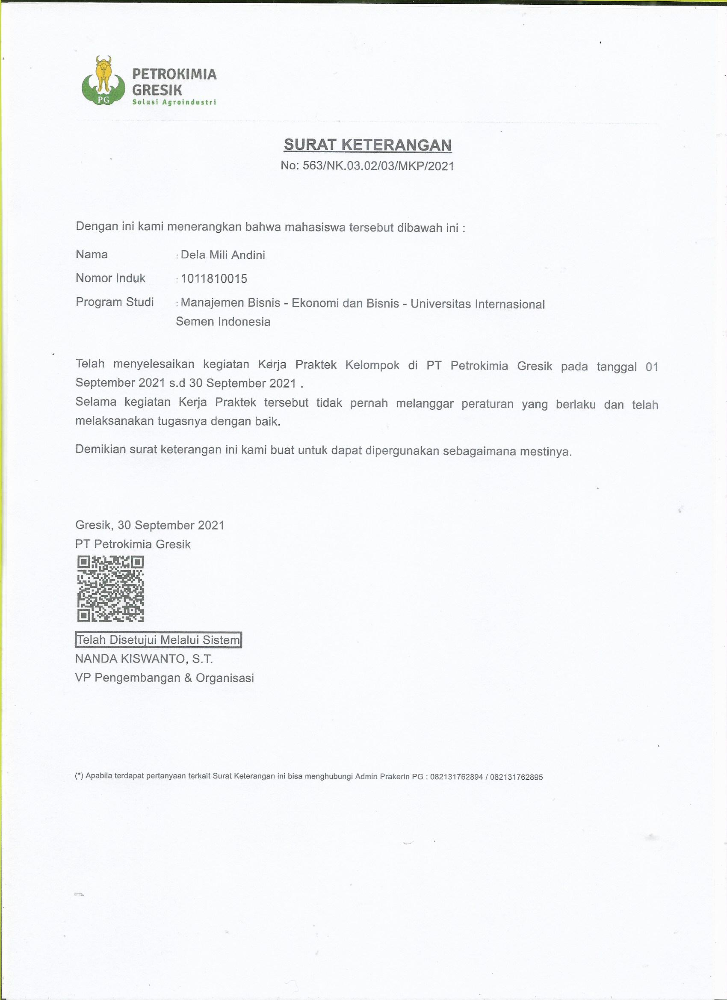 PG
PETROKIMIA
GRESIK
Solusi Agroindustri
SURAT KETERANGAN
No: 563/NK.03.02/03/MKP/2021
Dengan ini kami menerangkan bahwa mahasiswa tersebut dibawah ini :
Nama : Dela Mili Andini
Nomor Induk : 1011810015
Program Studi : Manajemen Bisnis - Ekonomi dan Bisnis - Universitas Internasional
Semen Indonesia
Telah menyelesaikan kegiatan Kerja Praktek Kelompok di PT Petrokimia Gresik pada tanggal 01
September 2021 s.d 30 September 2021 .
Selama kegiatan Kerja Praktek tersebut tidak pernah melanggar peraturan yang berlaku dan telah
melaksanakan tugasnya dengan baik.
Demikian surat keterangan ini kami buat untuk dapat dipergunakan sebagaimana mestinya.
Gresik, 30 September 2021
PT Petrokimia Gresik
Telah Disetujui Melalui Sistem
NANDA KISWANTO, S.T.
VP Pengembangan & Organisasi
(*) Apabila terdapat pertanyaan terkait Surat Keterangan ini bisa menghubungi Admin Prakerin PG : 082131762894 / 082131762895